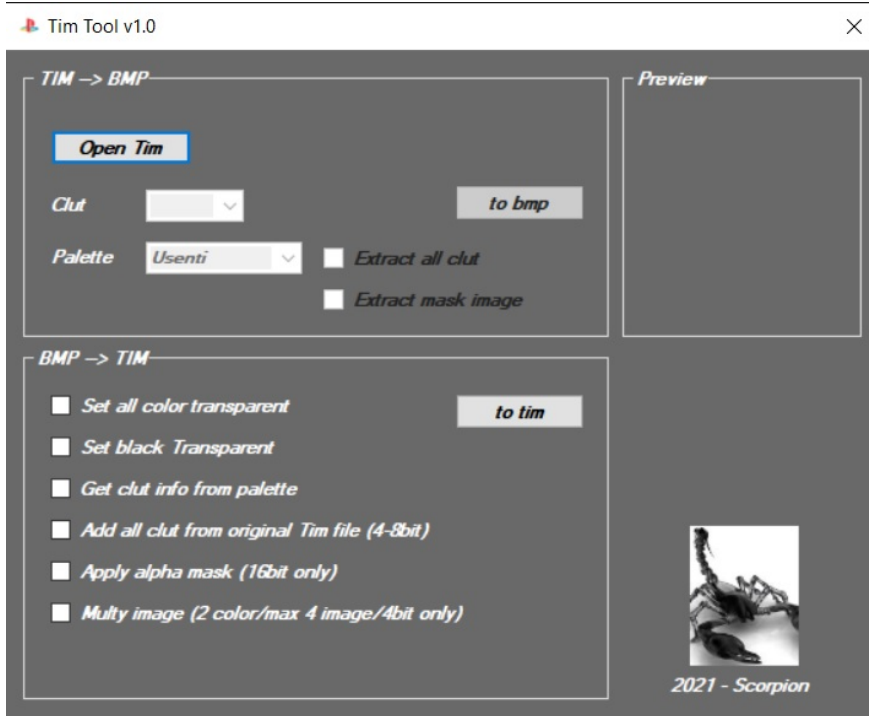 Tim Tool v1.0
TIM --> BMP
Preview
Open Tim
Clut
to bmp
Palette
Usenti
Extract all clut
Extract mask image
BMP --> TIM
Set all color transparent
to tim
Set black Transparent
Get clut info from palette
Add all clut from original Tim file (4-8bit)
Apply alpha mask (16bit only)
Multy image (2 color/max 4 image/4bit only)
2021 - Scorpion